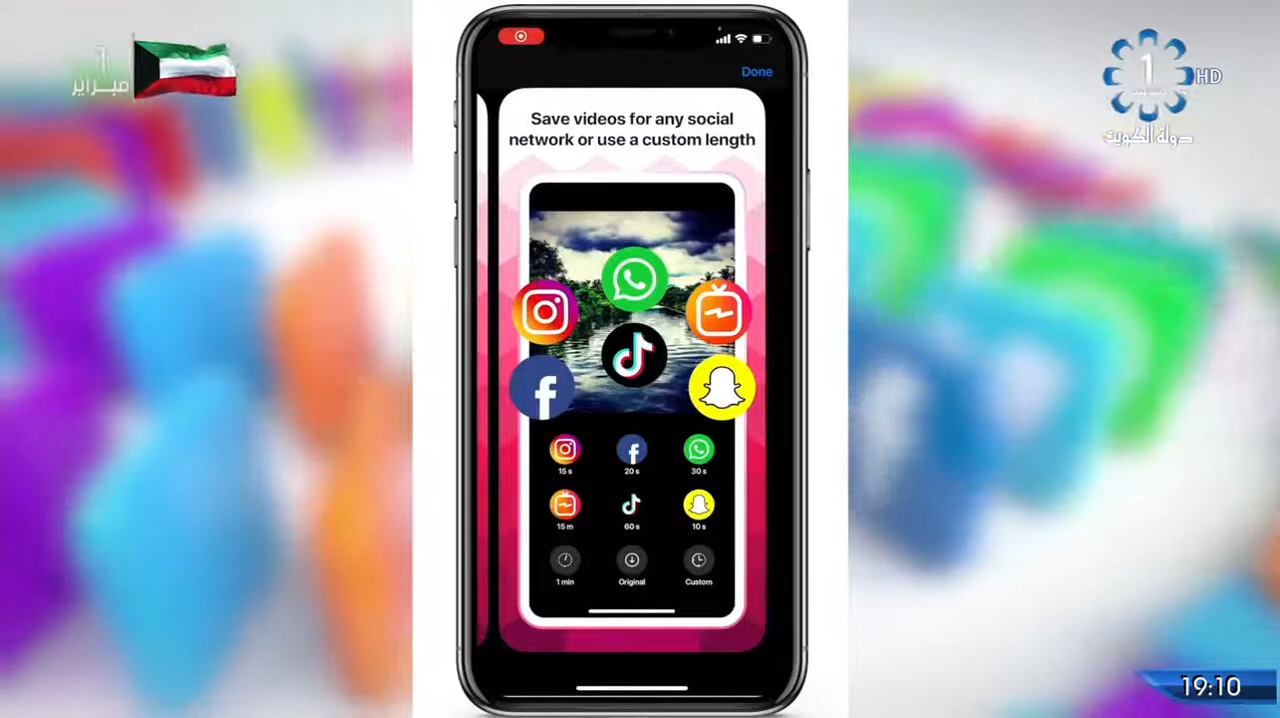 فبراير
1
HD
دولة الكويت
Done
Save videos for any social
network or use a custom length
15 s
20 s
30 s
15 m
60 s
10 s
1 min
Original
Custom
19:10